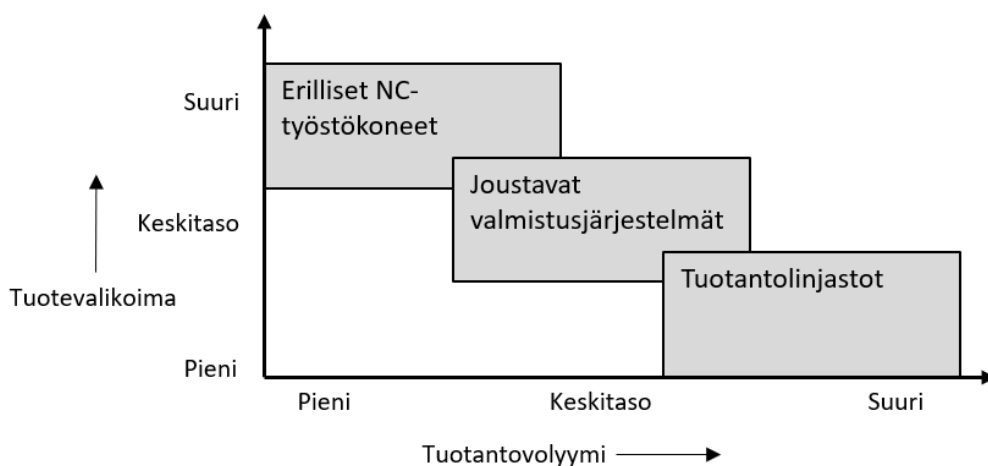 Suuri
Erilliset NC-
työstökoneet
Joustavat
valmistusjärjestelmät
Keskitaso
Tuotantolinjastot
Tuotevalikoima
Pieni
Pieni
Keskitaso
Suuri
Tuotantovolyymi